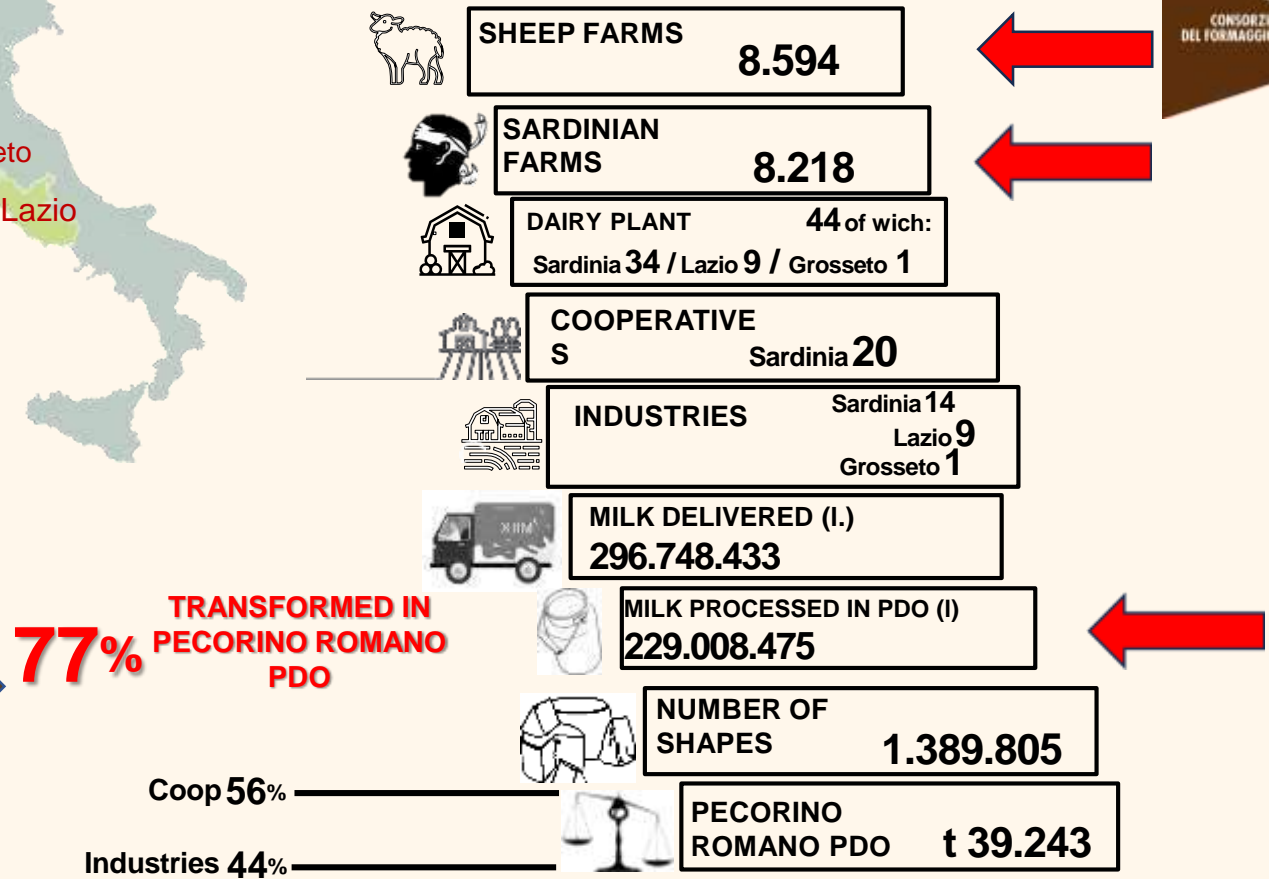 CONSORZI
DEL FORMAGGIO
SHEEP FARMS
8.594
SARDINIAN
FARMS 8.218
eto
Lazio
DAIRY PLANT 44 of wich:
Sardinia 34 / Lazio 9 / Grosseto 1
COOPERATIVE
S Sardinia 20
INDUSTRIES Sardinia 14
Lazio 9
Grosseto 1
MILK
MILK DELIVERED (l.)
296.748.433
TRANSFORMED IN
77% PECORINO ROMANO
PDO
MILK PROCESSED IN PDO (l)
229.008.475
NUMBER OF
SHAPES 1.389.805
Coop 56%
Industries 44%
PECORINO
ROMANO PDO t 39.243